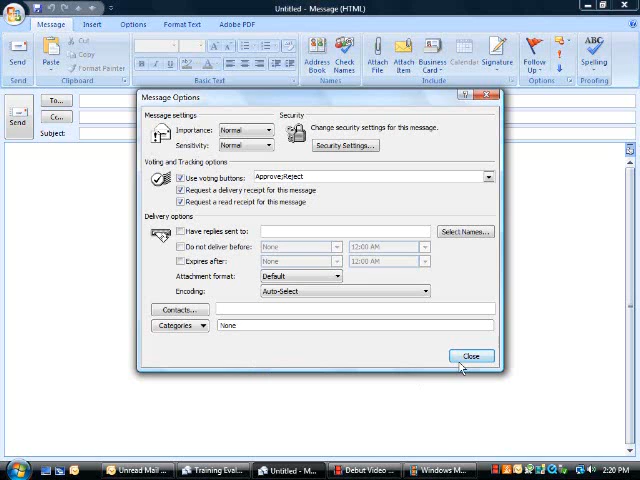 Untitled - Message (HTML)
Message Insert Options Format Text Adobe PDF
Send Paste Cut Copy Format Painter Address Book Check Names Attach File Attach Item Business Card Calendar Signature Follow Up Spelling
Clipboard Basic Text Names Include Options Proofing
Send
To...
Cc...
Subject:
Message Options
Message settings Security
Importance: Normal Change security settings for this message.
Sensitivity: Normal Security Settings...
Voting and Tracking options
Use voting buttons: Approve;Reject
Request a delivery receipt for this message
Request a read receipt for this message
Delivery options
Have replies sent to: Select Names...
Do not deliver before: None 12:00 AM
Expires after: None 12:00 AM
Attachment format: Default
Encoding: Auto-Select
Contacts...
Categories None
Close
Unread Mail ... Training Eval... Untitled - M... Debut Video ... Windows M... 2:20 PM